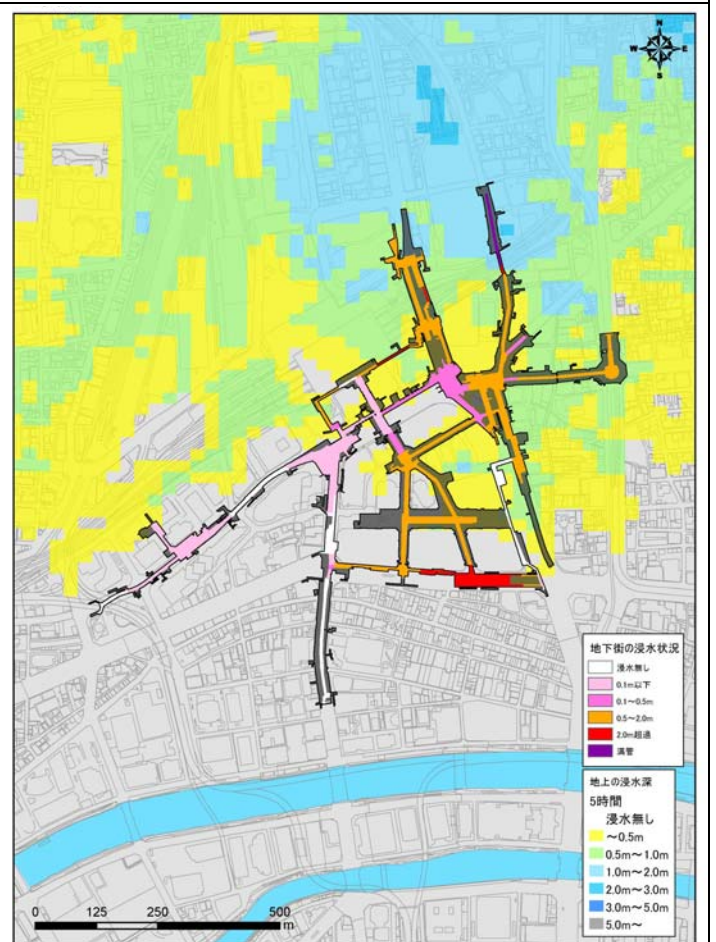 N
W E
S
地下街の浸水状況
浸水無し
0.1m以下
0.1～0.5m
0.5～2.0m
2.0m超過
満管
地上の浸水深
5時間
浸水無し
～0.5m
0.5m～1.0m
1.0m～2.0m
2.0m～3.0m
3.0m～5.0m
5.0m～
0 125 250 500
m